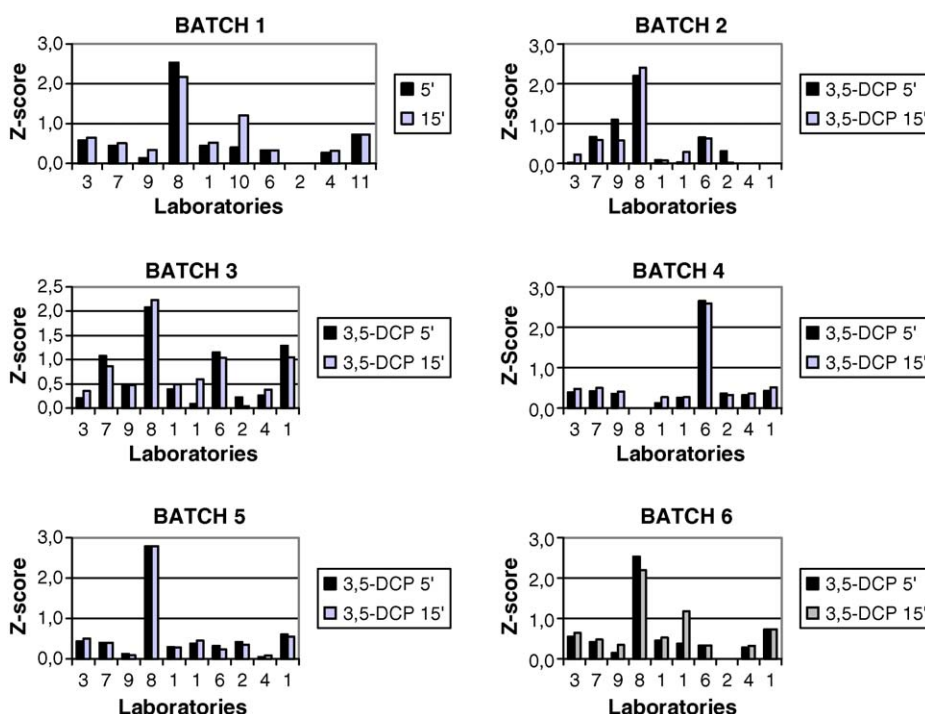 BATCH 1
3,0
2,0
1,0
0,0
Z-score
3 7 9 8 1 10 6 2 4 11
Laboratories
5'
15'
BATCH 2
3,0
2,0
1,0
0,0
Z-score
3 7 9 8 1 1 6 2 4 1
Laboratories
3,5-DCP 5'
3,5-DCP 15'
BATCH 3
2,5
2,0
1,5
1,0
0,5
0,0
Z-score
3 7 9 8 1 1 6 2 4 1
Laboratories
3,5-DCP 5'
3,5-DCP 15'
BATCH 4
3,0
2,0
1,0
0,0
Z-Score
3 7 9 8 1 1 6 2 4 1
Laboratories
3,5-DCP 5'
3,5-DCP 15'
BATCH 5
3,0
2,0
1,0
0,0
Z-score
3 7 9 8 1 1 6 2 4 1
Laboratories
3,5-DCP 5'
3,5-DCP 15'
BATCH 6
3,0
2,0
1,0
0,0
Z-score
3 7 9 8 1 1 6 2 4 1
Laboratories
3,5-DCP 5'
3,5-DCP 15'